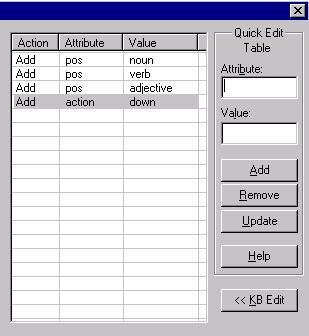 Action Attribute Value
Add pos noun
Add pos verb
Add pos adjective
Add action down
Quick Edit
Table
Attribute:
Value:
Add
Remove
Update
Help
<< KB Edit